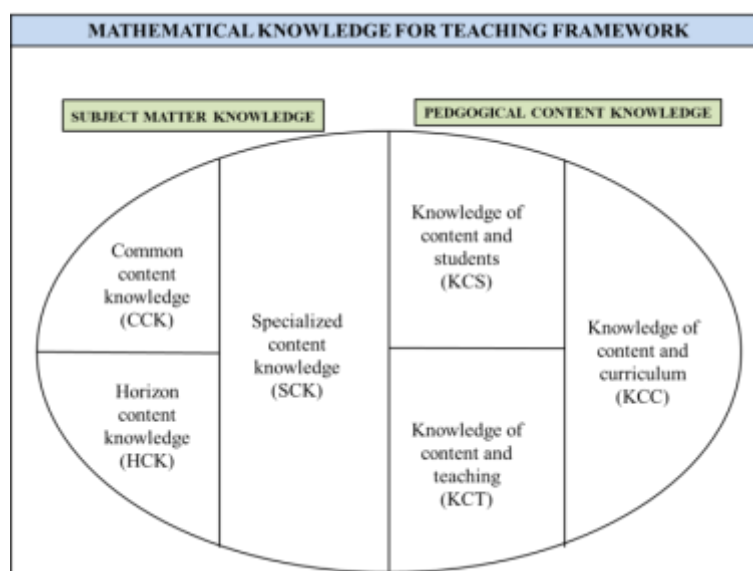 MATHEMATICAL KNOWLEDGE FOR TEACHING FRAMEWORK
SUBJECT MATTER KNOWLEDGE
PEDGOGICAL CONTENT KNOWLEDGE
Common
content
knowledge
(CCK)
Horizon
content
knowledge
(HCK)
Specialized
content
knowledge
(SCK)
Knowledge of
content and
students
(KCS)
Knowledge of
content and
teaching
(KCT)
Knowledge of
content and
curriculum
(KCC)